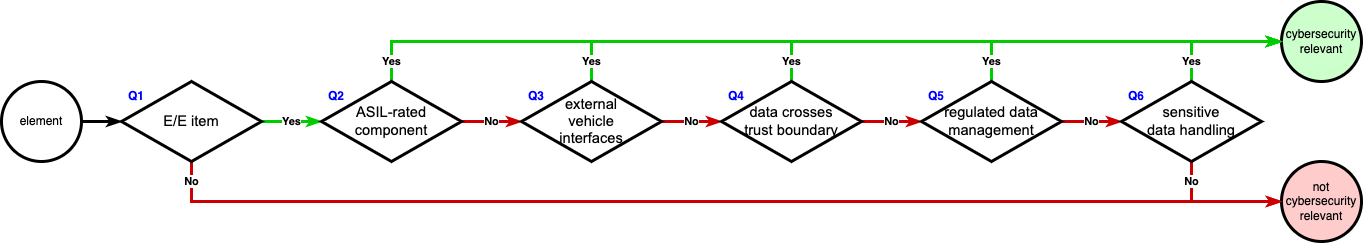 element
Q1
E/E item
Yes
No
Q2
ASIL-rated
component
Yes
No
Q3
external
vehicle
interfaces
Yes
No
Q4
data crosses
trust boundary
Yes
No
Q5
regulated data
management
Yes
No
Q6
sensitive
data handling
Yes
No
cybersecurity
relevant
not
cybersecurity
relevant